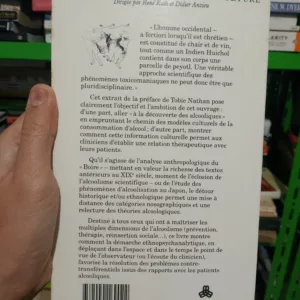 Dirigée par René Kaës et Didier Anzieu
« L'homme occidental –
a fortiori lorsqu'il est chrétien –
est constitué de chair et de vin,
tout comme un Indien Huichol
contient dans son corps une
parcelle de peyotl. Une véritable
approche scientifique des
phénomènes toxicomaniaques ne peut donc être que
pluridisciplinaire. »
Cet extrait de la préface de Tobie Nathan pose
clairement l'objectif et l'ambition de cet ouvrage :
d'une part, aller « à la découverte des alcooliques »
en empruntant le chemin des modèles culturels de la
consommation d'alcool ; d'autre part, montrer
comment cette information culturelle permet aux
cliniciens d'établir une relation thérapeutique avec
leurs patients.
Qu'il s'agisse de l'analyse anthropologique du
« Boire » – mettant en valeur la richesse des textes
antérieurs au XIXe siècle, moment de l'éclosion de
l'alcoolisme scientifique – ou de l'étude des
phénomènes d'alcoolisation au Japon, le détour
historique et/ou ethnologique permet une mise à
distance des catégories nosographiques et une
relecture des théories alcoologiques.
Destiné à tous ceux qui ont à maîtriser les
multiples dimensions de l'alcoolisme (prévention,
thérapie, réinsertion sociale...), ce livre montre
comment la démarche ethnopsychanalytique, en
déplaçant dans l'espace et dans le temps le point de
vue de l'observateur (ou l'écoute du clinicien),
favorise la résolution des problèmes contre-
transférentiels issus des rapports avec les patients
alcooliques.